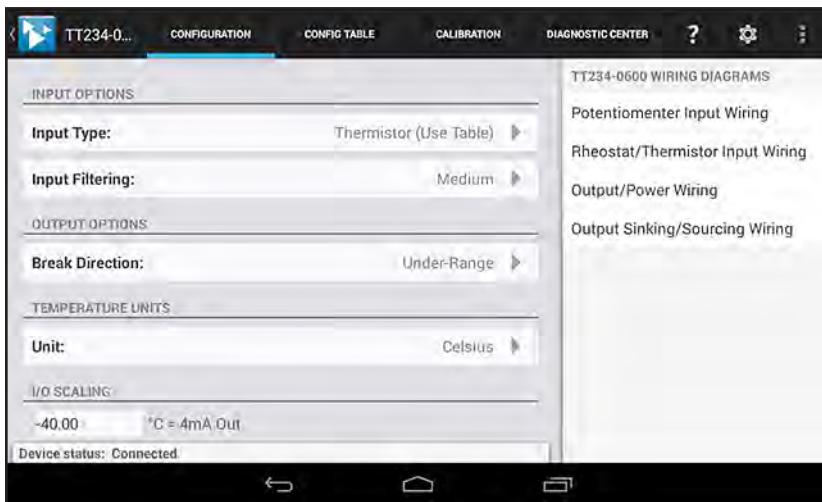 TT234-0... CONFIGURATION CONFIG TABLE CALIBRATION DIAGNOSTIC CENTER ?
INPUT OPTIONS
Input Type: Thermistor (Use Table)
Input Filtering: Medium
OUTPUT OPTIONS
Break Direction: Under-Range
TEMPERATURE UNITS
Unit: Celsius
I/O SCALING
-40.00 °C = 4mA Out
Device status: Connected
TT234-0600 WIRING DIAGRAMS
Potentiomenter Input Wiring
Rheostat/Thermistor Input Wiring
Output/Power Wiring
Output Sinking/Sourcing Wiring